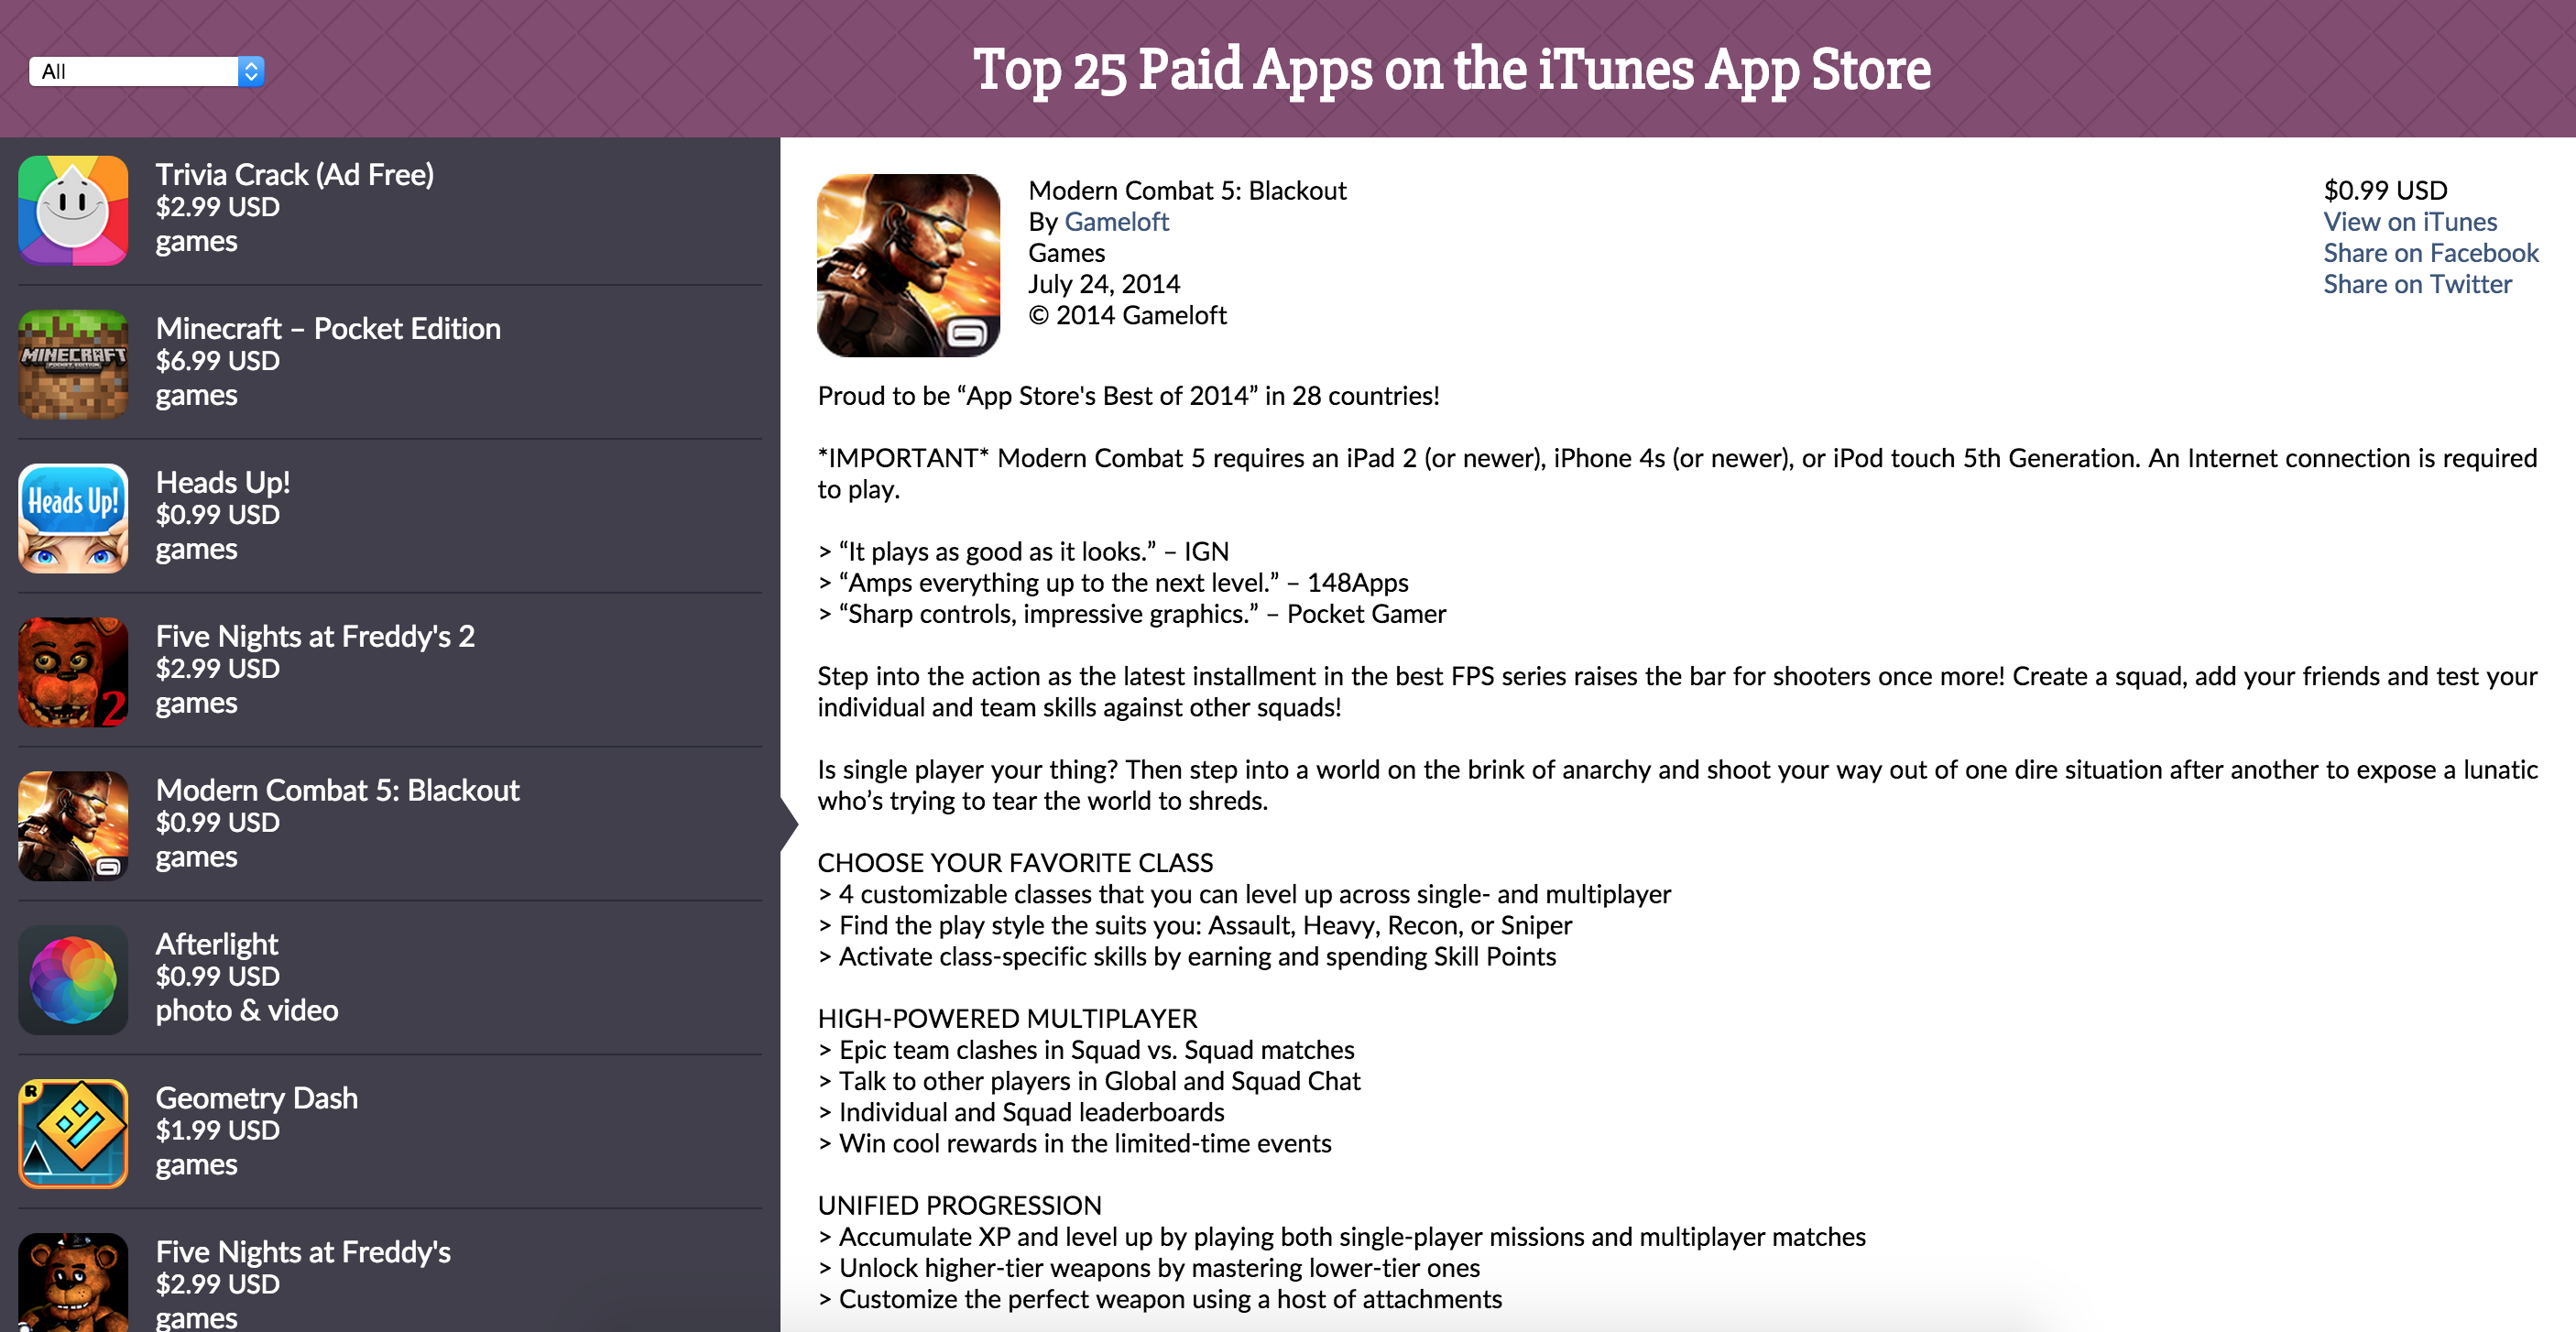 All
Top 25 Paid Apps on the iTunes App Store
Trivia Crack (Ad Free)
$2.99 USD
games
MINECRAFT
POCKET EDITION
Minecraft – Pocket Edition
$6.99 USD
games
Heads Up!
Heads Up!
$0.99 USD
games
2
Five Nights at Freddy's 2
$2.99 USD
games
Modern Combat 5: Blackout
$0.99 USD
games
Afterlight
$0.99 USD
photo & video
R
Geometry Dash
$1.99 USD
games
Five Nights at Freddy's
$2.99 USD
games
Modern Combat 5: Blackout
By Gameloft
Games
July 24, 2014
© 2014 Gameloft
$0.99 USD
View on iTunes
Share on Facebook
Share on Twitter
Proud to be “App Store's Best of 2014” in 28 countries!
*IMPORTANT* Modern Combat 5 requires an iPad 2 (or newer), iPhone 4s (or newer), or iPod touch 5th Generation. An Internet connection is required
to play.
> “It plays as good as it looks.” – IGN
> “Amps everything up to the next level.” – 148Apps
> “Sharp controls, impressive graphics.” – Pocket Gamer
Step into the action as the latest installment in the best FPS series raises the bar for shooters once more! Create a squad, add your friends and test your
individual and team skills against other squads!
Is single player your thing? Then step into a world on the brink of anarchy and shoot your way out of one dire situation after another to expose a lunatic
who’s trying to tear the world to shreds.
CHOOSE YOUR FAVORITE CLASS
> 4 customizable classes that you can level up across single- and multiplayer
> Find the play style the suits you: Assault, Heavy, Recon, or Sniper
> Activate class-specific skills by earning and spending Skill Points
HIGH-POWERED MULTIPLAYER
> Epic team clashes in Squad vs. Squad matches
> Talk to other players in Global and Squad Chat
> Individual and Squad leaderboards
> Win cool rewards in the limited-time events
UNIFIED PROGRESSION
> Accumulate XP and level up by playing both single-player missions and multiplayer matches
> Unlock higher-tier weapons by mastering lower-tier ones
> Customize the perfect weapon using a host of attachments